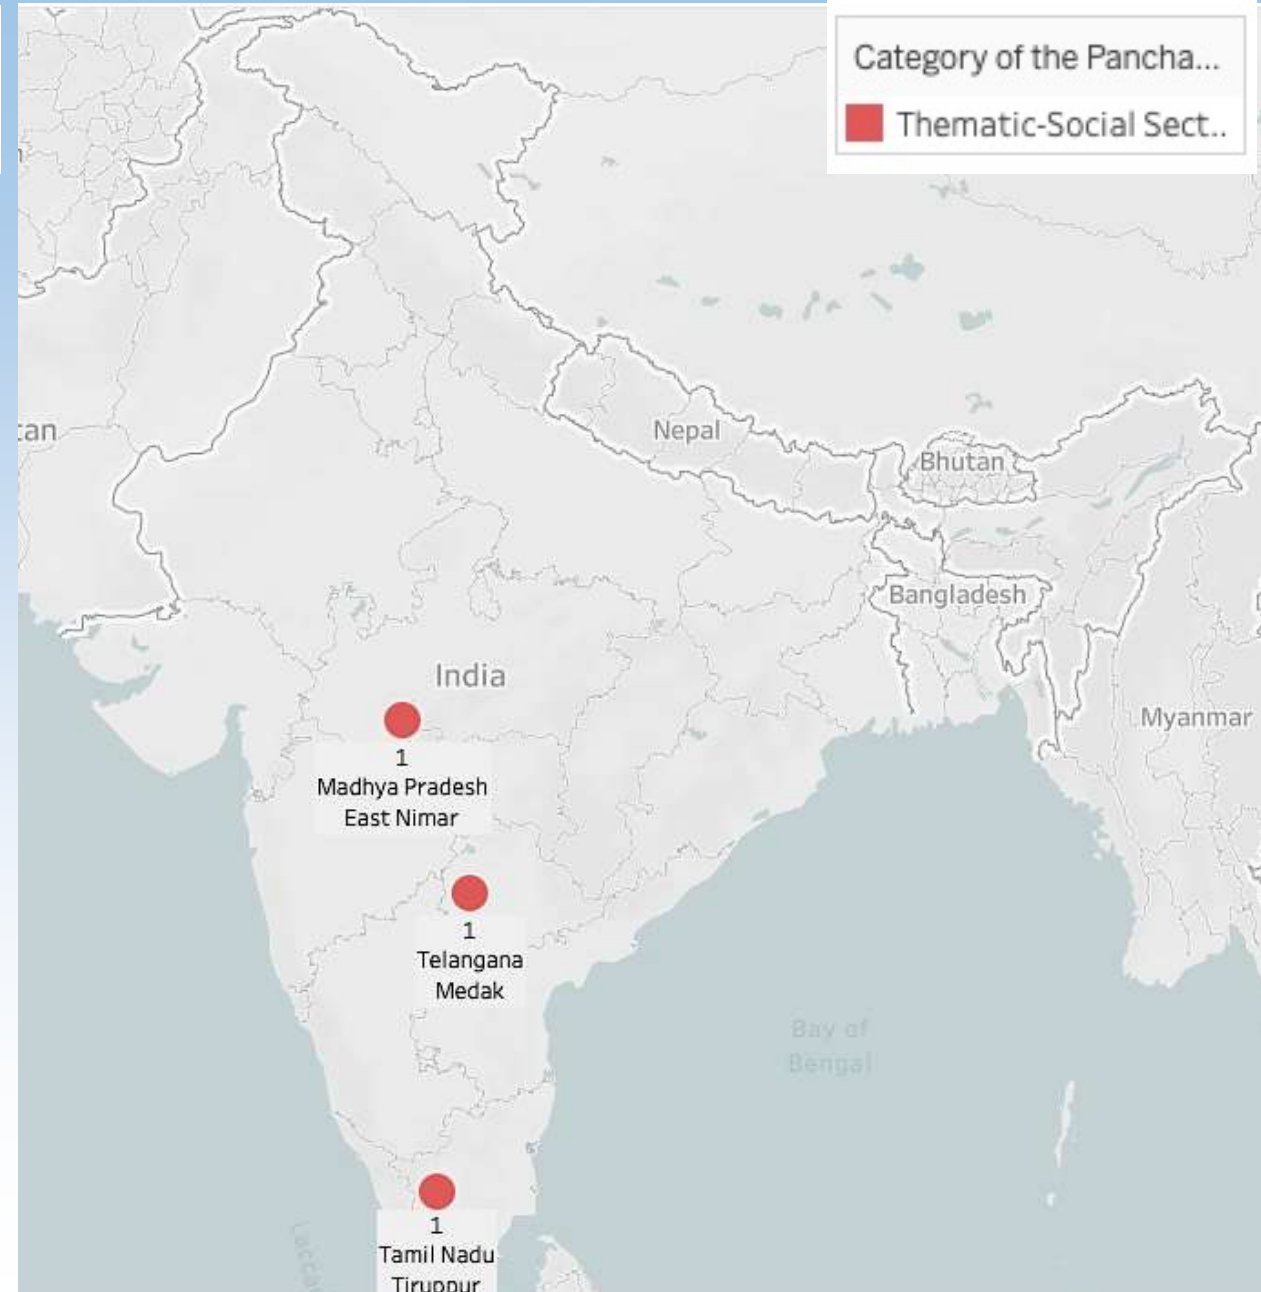 Category of the Pancha...
Thematic-Social Sect..
Nepal
Bhutan
Bangladesh
India
Myanmar
1
Madhya Pradesh
East Nimar
1
Telangana
Medak
Bay of
Bengal
1
Tamil Nadu
Tiruppur